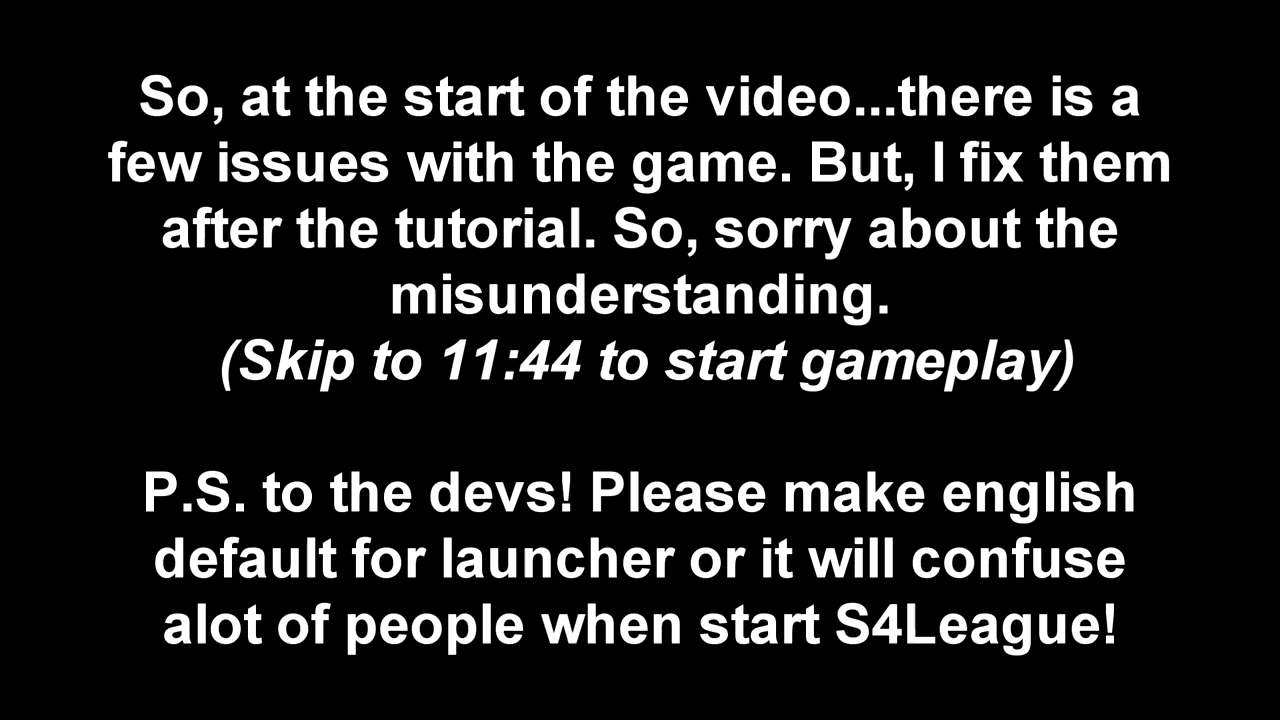 So, at the start of the video...there is a
few issues with the game. But, I fix them
after the tutorial. So, sorry about the
misunderstanding.
(Skip to 11:44 to start gameplay)
P.S. to the devs! Please make english
default for launcher or it will confuse
alot of people when start S4League!